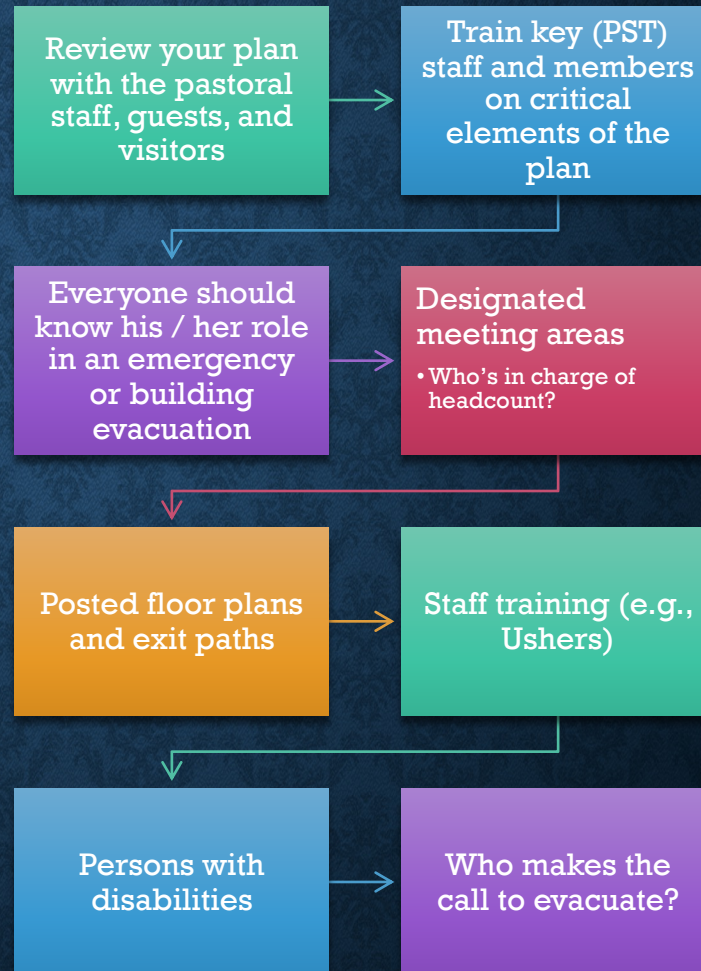 Review your plan
with the pastoral
staff, guests, and
visitors
Train key (PST)
staff and members
on critical
elements of the
plan
Everyone should
know his / her role
in an emergency
or building
evacuation
Designated
meeting areas
• Who's in charge of
headcount?
Posted floor plans
and exit paths
Staff training (e.g.,
Ushers)
Persons with
disabilities
Who makes the
call to evacuate?